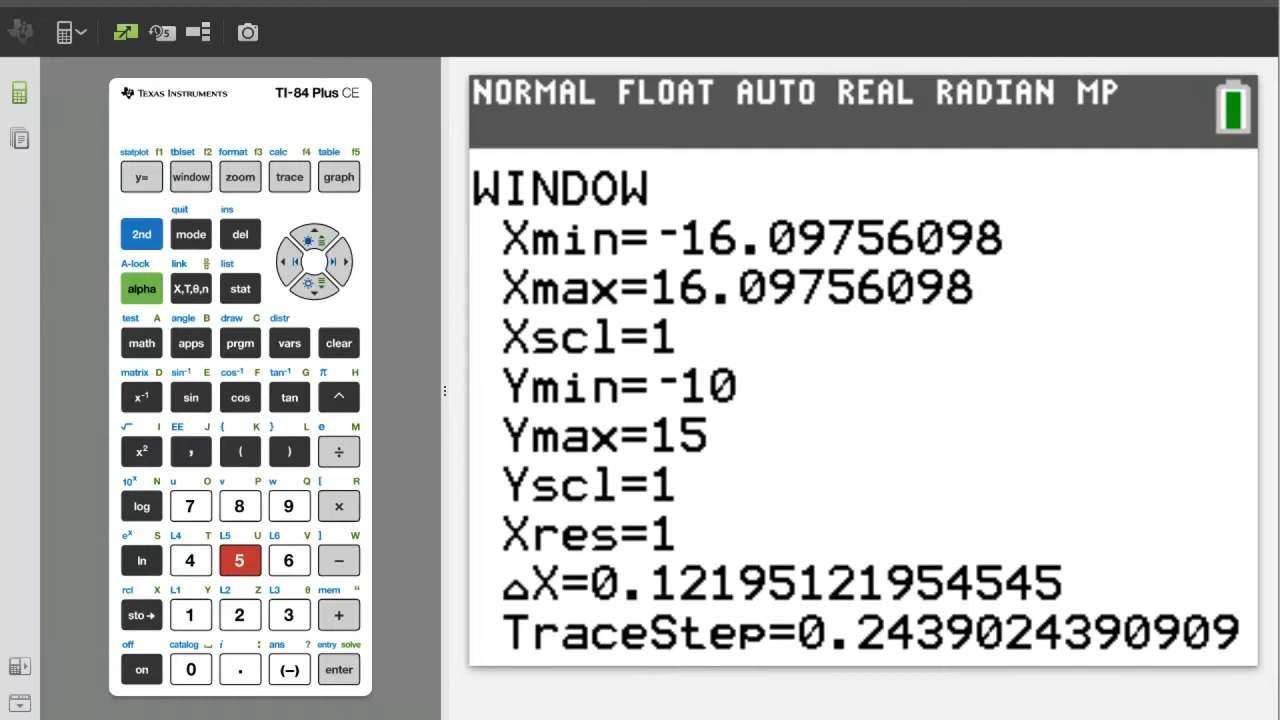 TEXAS INSTRUMENTS TI-84 Plus CE
statplot f1 tblset f2 format f3 calc f4 table f5
y= window zoom trace graph
quit ins
2nd mode del
A-lock link list
alpha X,T,θ,n stat
test A angle B draw C distr
math apps prgm vars clear
matrix D sin⁻¹ E cos⁻¹ F tan⁻¹ G π H
x⁻¹ sin cos tan ^
√ I EE J { K } L e M
x² , ( ) ÷
10ˣ N u O v P w Q [ R
log 7 8 9 ×
eˣ S L4 T L5 U L6 V ] W
ln 4 5 6 −
rcl X L1 Y L2 Z L3 θ mem "
sto→ 1 2 3 +
off catalog ⎵ i : ans ? entry solve
on 0 . (−) enter
NORMAL FLOAT AUTO REAL RADIAN MP
WINDOW
Xmin=-16.09756098
Xmax=16.09756098
Xscl=1
Ymin=-10
Ymax=15
Yscl=1
Xres=1
△X=0.12195121954545
TraceStep=0.2439024390909